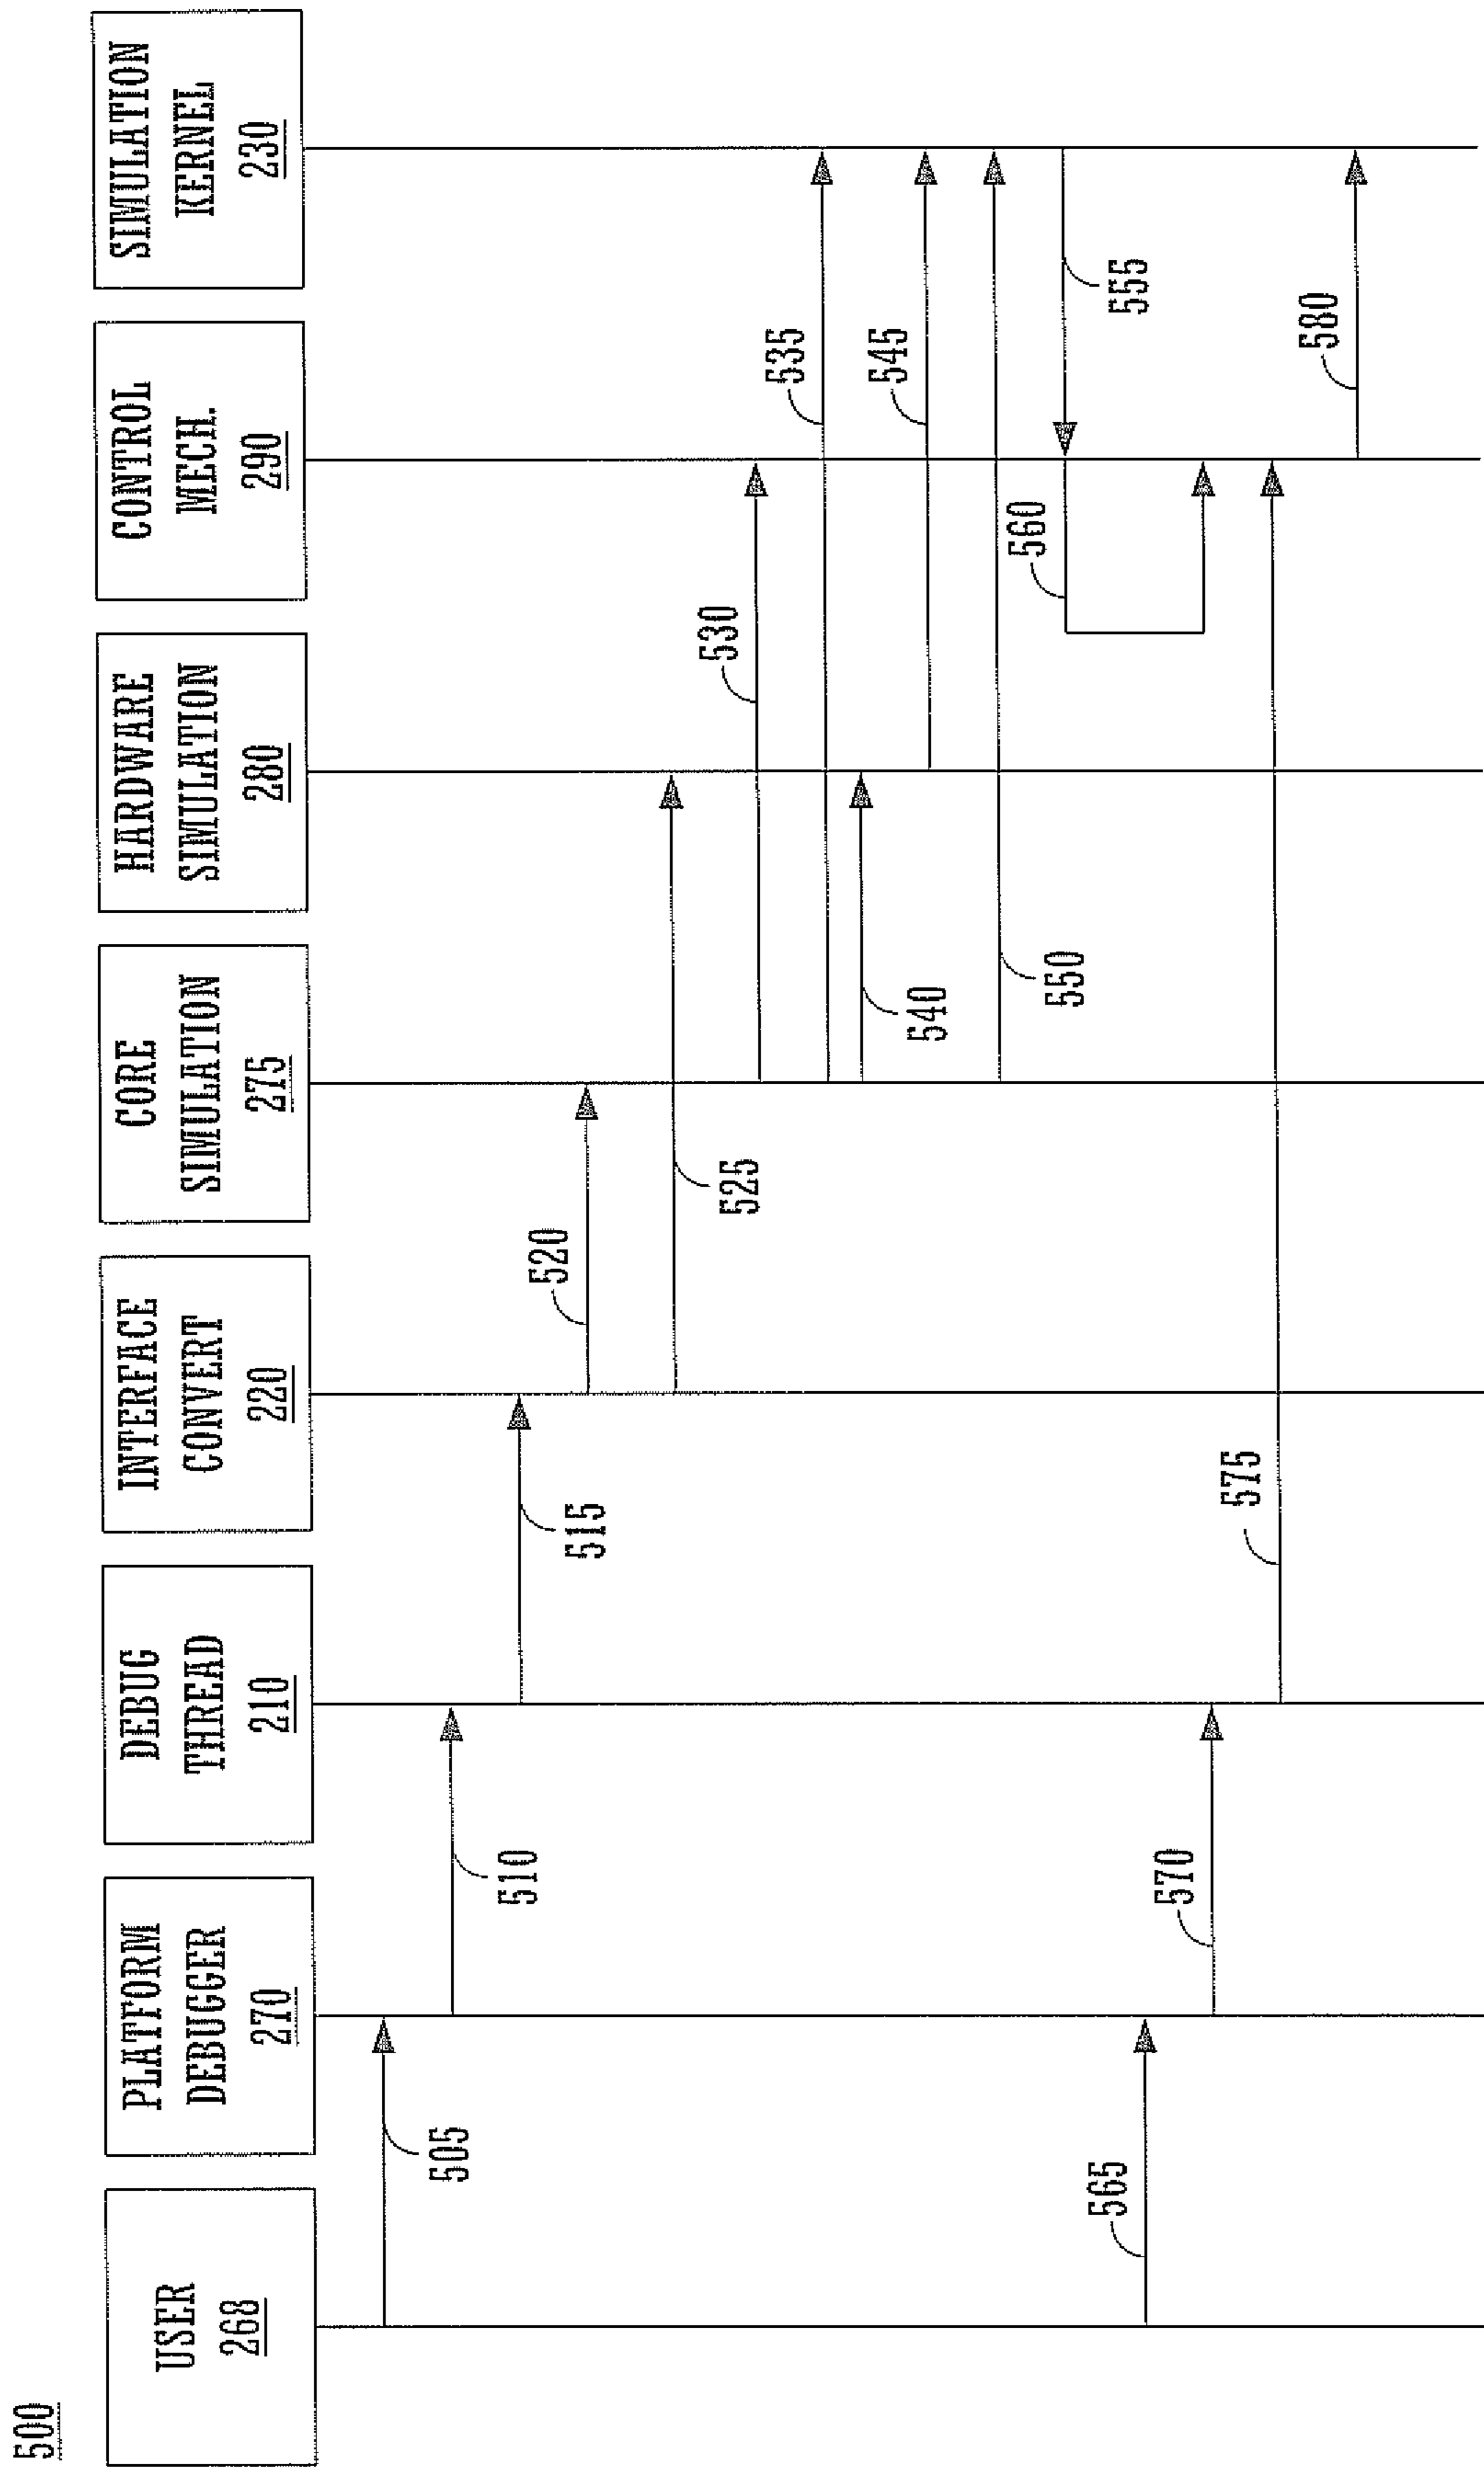 500
USER
268
PLATFORM
DEBUGGER
270
DEBUG
THREAD
210
INTERFACE
CONVERT
220
CORE
SIMULATION
275
HARDWARE
SIMULATION
280
CONTROL
MECH.
290
SIMULATION
KERNEL
230
505
510
515
520
525
530
535
540
545
550
555
560
565
570
575
580